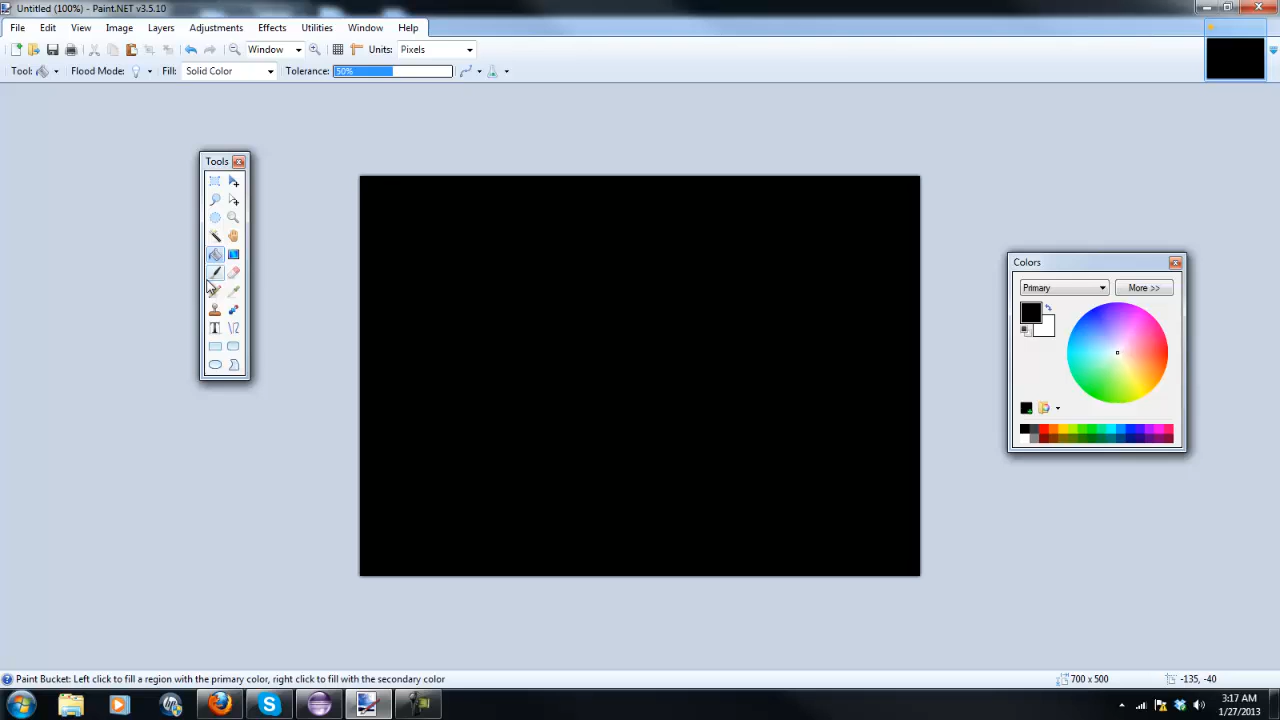 Untitled (100%) - Paint.NET v3.5.10
File Edit View Image Layers Adjustments Effects Utilities Window Help
Window Units: Pixels
Tool: Flood Mode: Fill: Solid Color Tolerance: 50%
Tools
Colors
Primary More >>
Paint Bucket: Left click to fill a region with the primary color, right click to fill with the secondary color
700 x 500 -135, -40
3:17 AM
1/27/2013